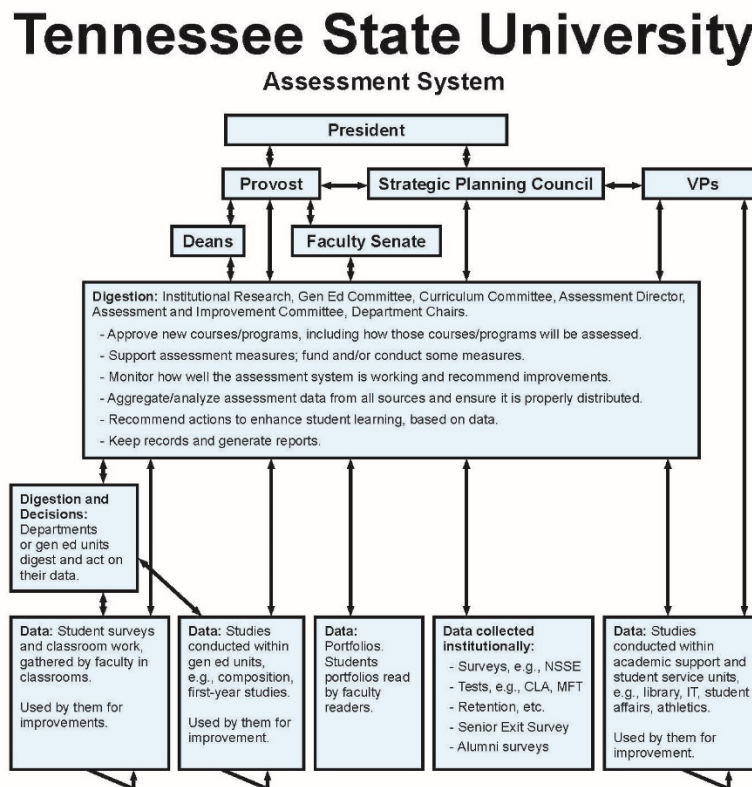 Tennessee State University
Assessment System
President
Provost
Strategic Planning Council
VPs
Deans
Faculty Senate
Digestion: Institutional Research, Gen Ed Committee, Curriculum Committee, Assessment Director,
Assessment and Improvement Committee, Department Chairs.
- Approve new courses/programs, including how those courses/programs will be assessed.
- Support assessment measures; fund and/or conduct some measures.
- Monitor how well the assessment system is working and recommend improvements.
- Aggregate/analyze assessment data from all sources and ensure it is properly distributed.
- Recommend actions to enhance student learning, based on data.
- Keep records and generate reports.
Digestion and
Decisions:
Departments
or gen ed units
digest and act on
their data.
Data: Student surveys
and classroom work,
gathered by faculty in
classrooms.
Used by them for
improvements.
Data: Studies
conducted within
gen ed units,
e.g., composition,
first-year studies.
Used by them for
improvement.
Data:
Portfolios.
Students
portfolios read
by faculty
readers.
Data collected
institutionally:
- Surveys, e.g., NSSE
- Tests, e.g., CLA, MFT
- Retention, etc.
- Senior Exit Survey
- Alumni surveys
Data: Studies
conducted within
academic support and
student service units,
e.g., library, IT, student
affairs, athletics.
Used by them for
improvement.